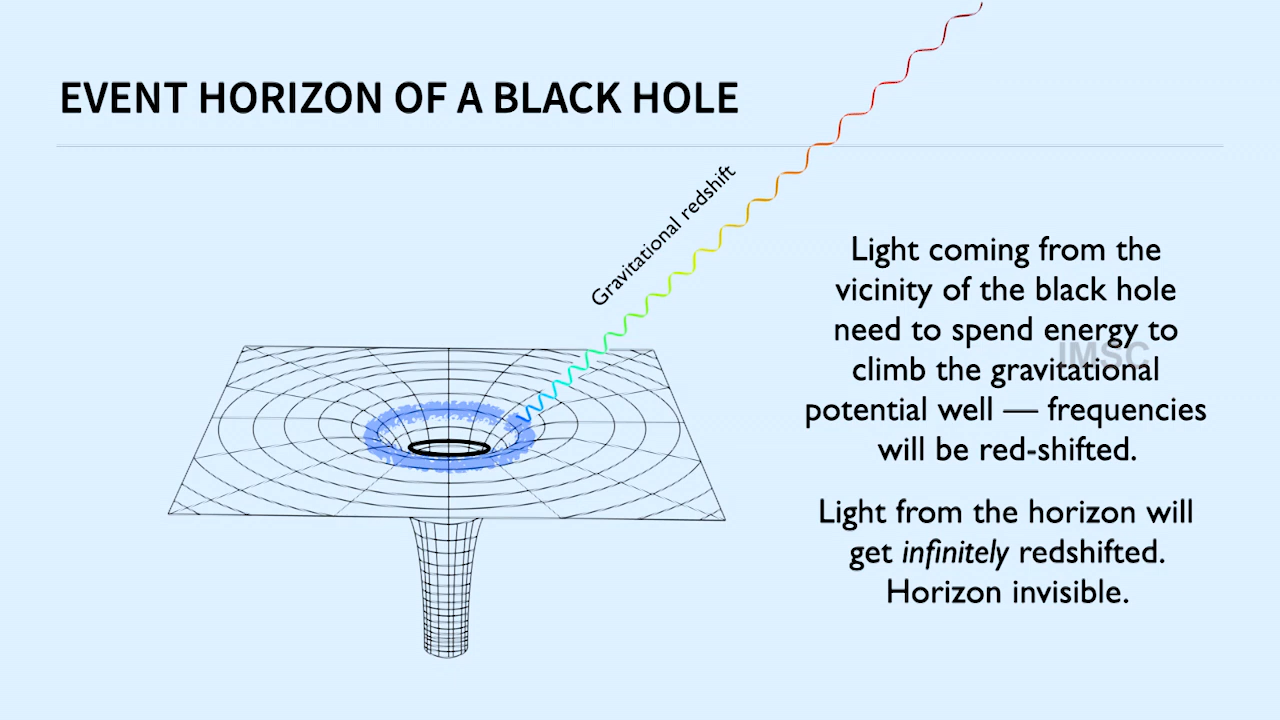 EVENT HORIZON OF A BLACK HOLE
Gravitational redshift
Light coming from the
vicinity of the black hole
need to spend energy to
climb the gravitational
potential well — frequencies
will be red-shifted.
Light from the horizon will
get infinitely redshifted.
Horizon invisible.
IMSC